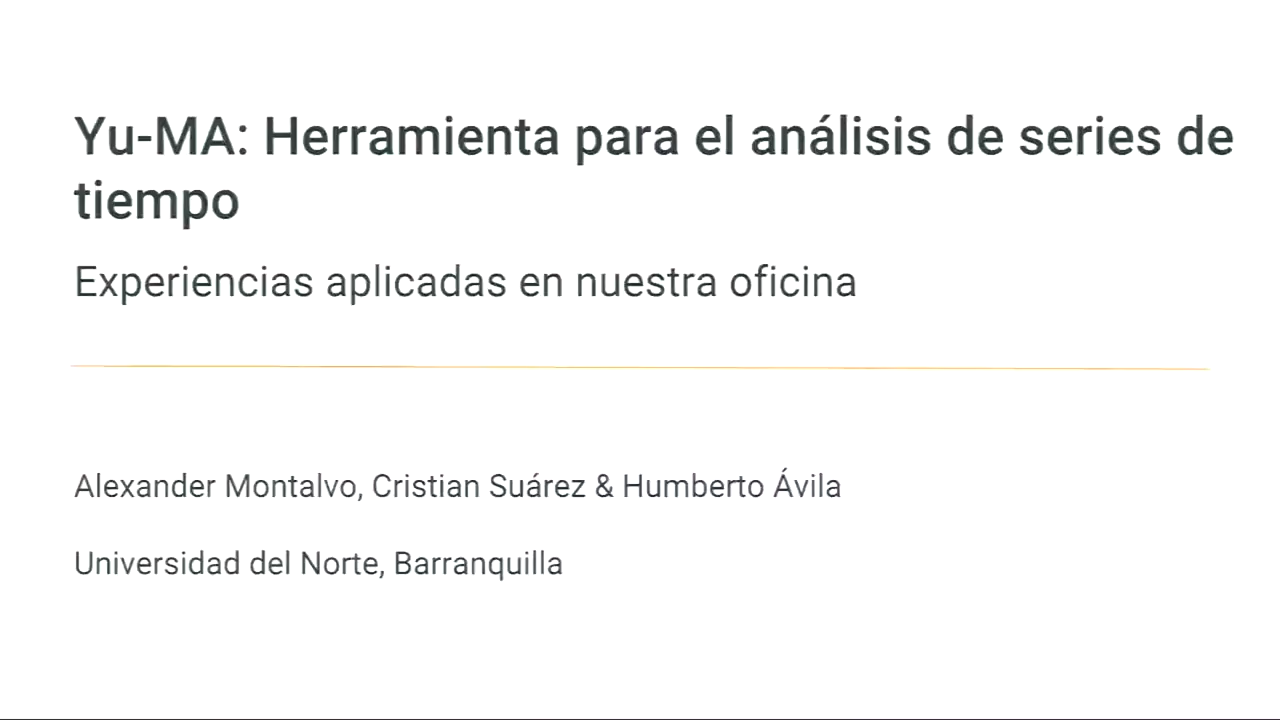 Yu-MA: Herramienta para el análisis de series de
tiempo
Experiencias aplicadas en nuestra oficina
Alexander Montalvo, Cristian Suárez & Humberto Ávila
Universidad del Norte, Barranquilla